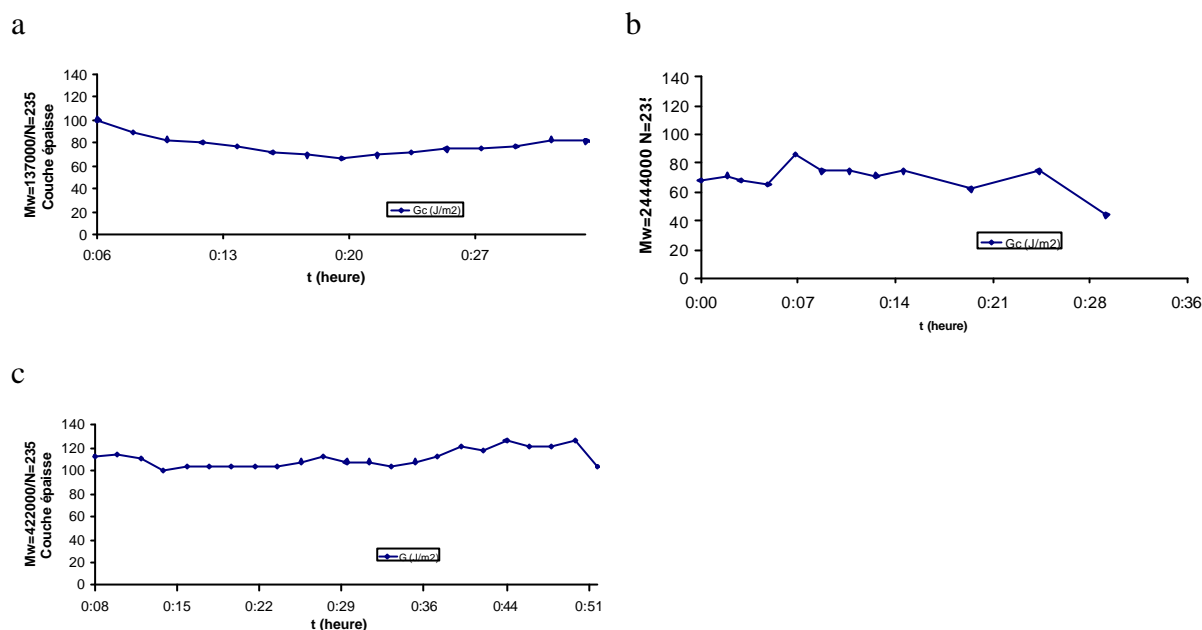 a
140
120
100
80
60
40
20
0
Mw=137000/N=235
Couche épaisse
Gc (J/m2)
0:06 0:13 0:20 0:27
t (heure)
b
140
120
100
80
60
40
20
0
Mw=2444000 N=235
Gc (J/m2)
0:00 0:07 0:14 0:21 0:28 0:36
t (heure)
c
140
120
100
80
60
40
20
0
Mw=422000/N=235
Couche épaisse
G (J/m2)
0:08 0:15 0:22 0:29 0:36 0:44 0:51
t (heure)